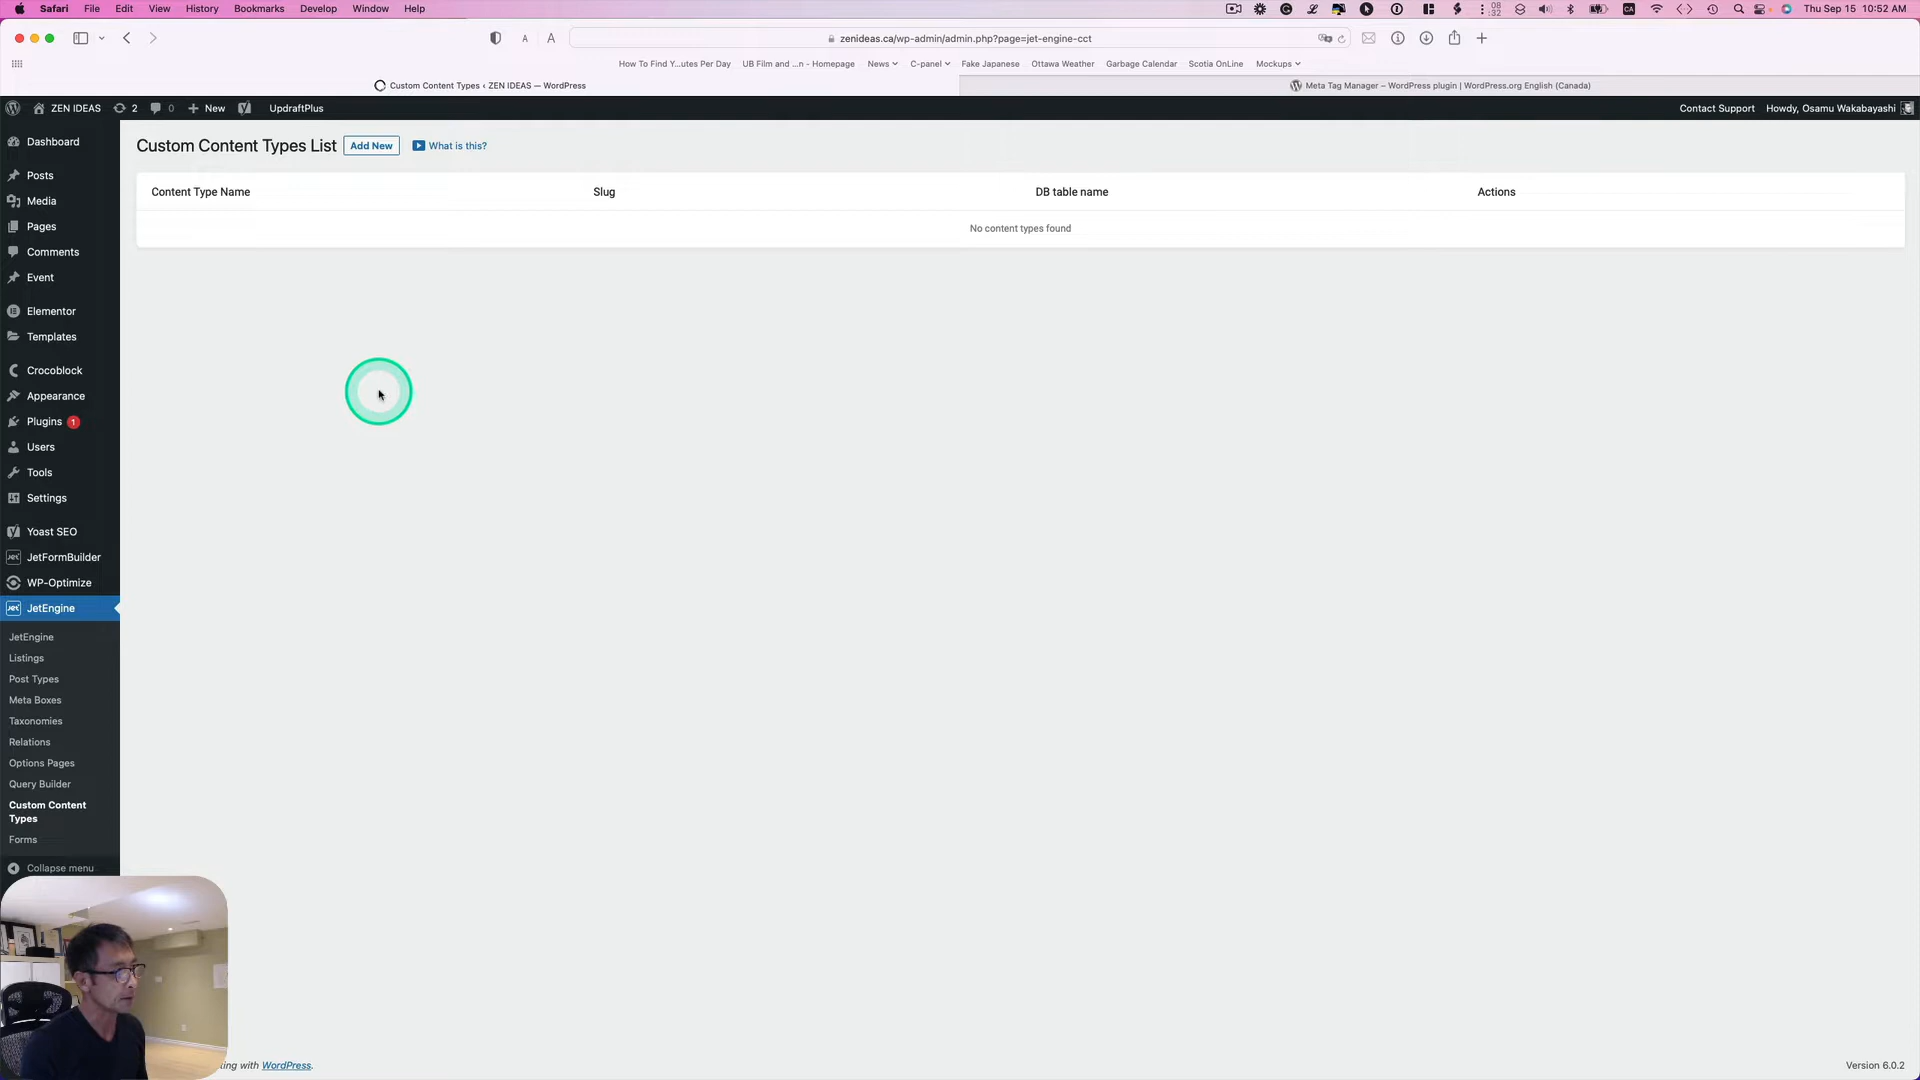 Safari File Edit View History Bookmarks Develop Window Help
08
:32
CA
Thu Sep 15 10:52 AM
A A
zenideas.ca/wp-admin/admin.php?page=jet-engine-cct
How To Find Y...utes Per Day UB Film and ...n - Homepage News C-panel Fake Japanese Ottawa Weather Garbage Calendar Scotia OnLine Mockups
Custom Content Types ‹ ZEN IDEAS — WordPress
Meta Tag Manager – WordPress plugin | WordPress.org English (Canada)
ZEN IDEAS 2 0 New UpdraftPlus
Contact Support Howdy, Osamu Wakabayashi
Dashboard
Posts
Media
Pages
Comments
Event
Elementor
Templates
Crocoblock
Appearance
Plugins 1
Users
Tools
Settings
Yoast SEO
JetFormBuilder
WP-Optimize
JetEngine
JetEngine
Listings
Post Types
Meta Boxes
Taxonomies
Relations
Options Pages
Query Builder
Custom Content
Types
Forms
Collapse menu
Custom Content Types List Add New What is this?
Content Type Name Slug DB table name Actions
No content types found
ting with WordPress.
Version 6.0.2